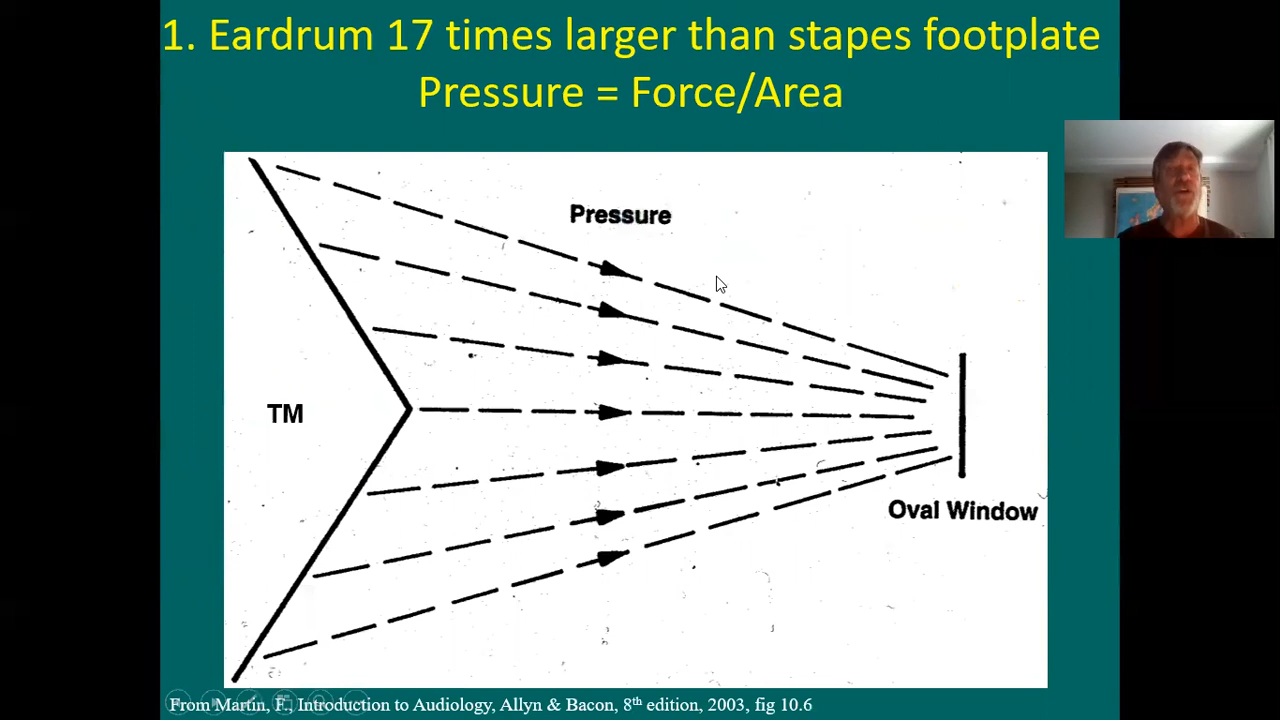 1. Eardrum 17 times larger than stapes footplate
Pressure = Force/Area
Pressure
TM
Oval Window
From Martin, F., Introduction to Audiology, Allyn & Bacon, 8th edition, 2003, fig 10.6